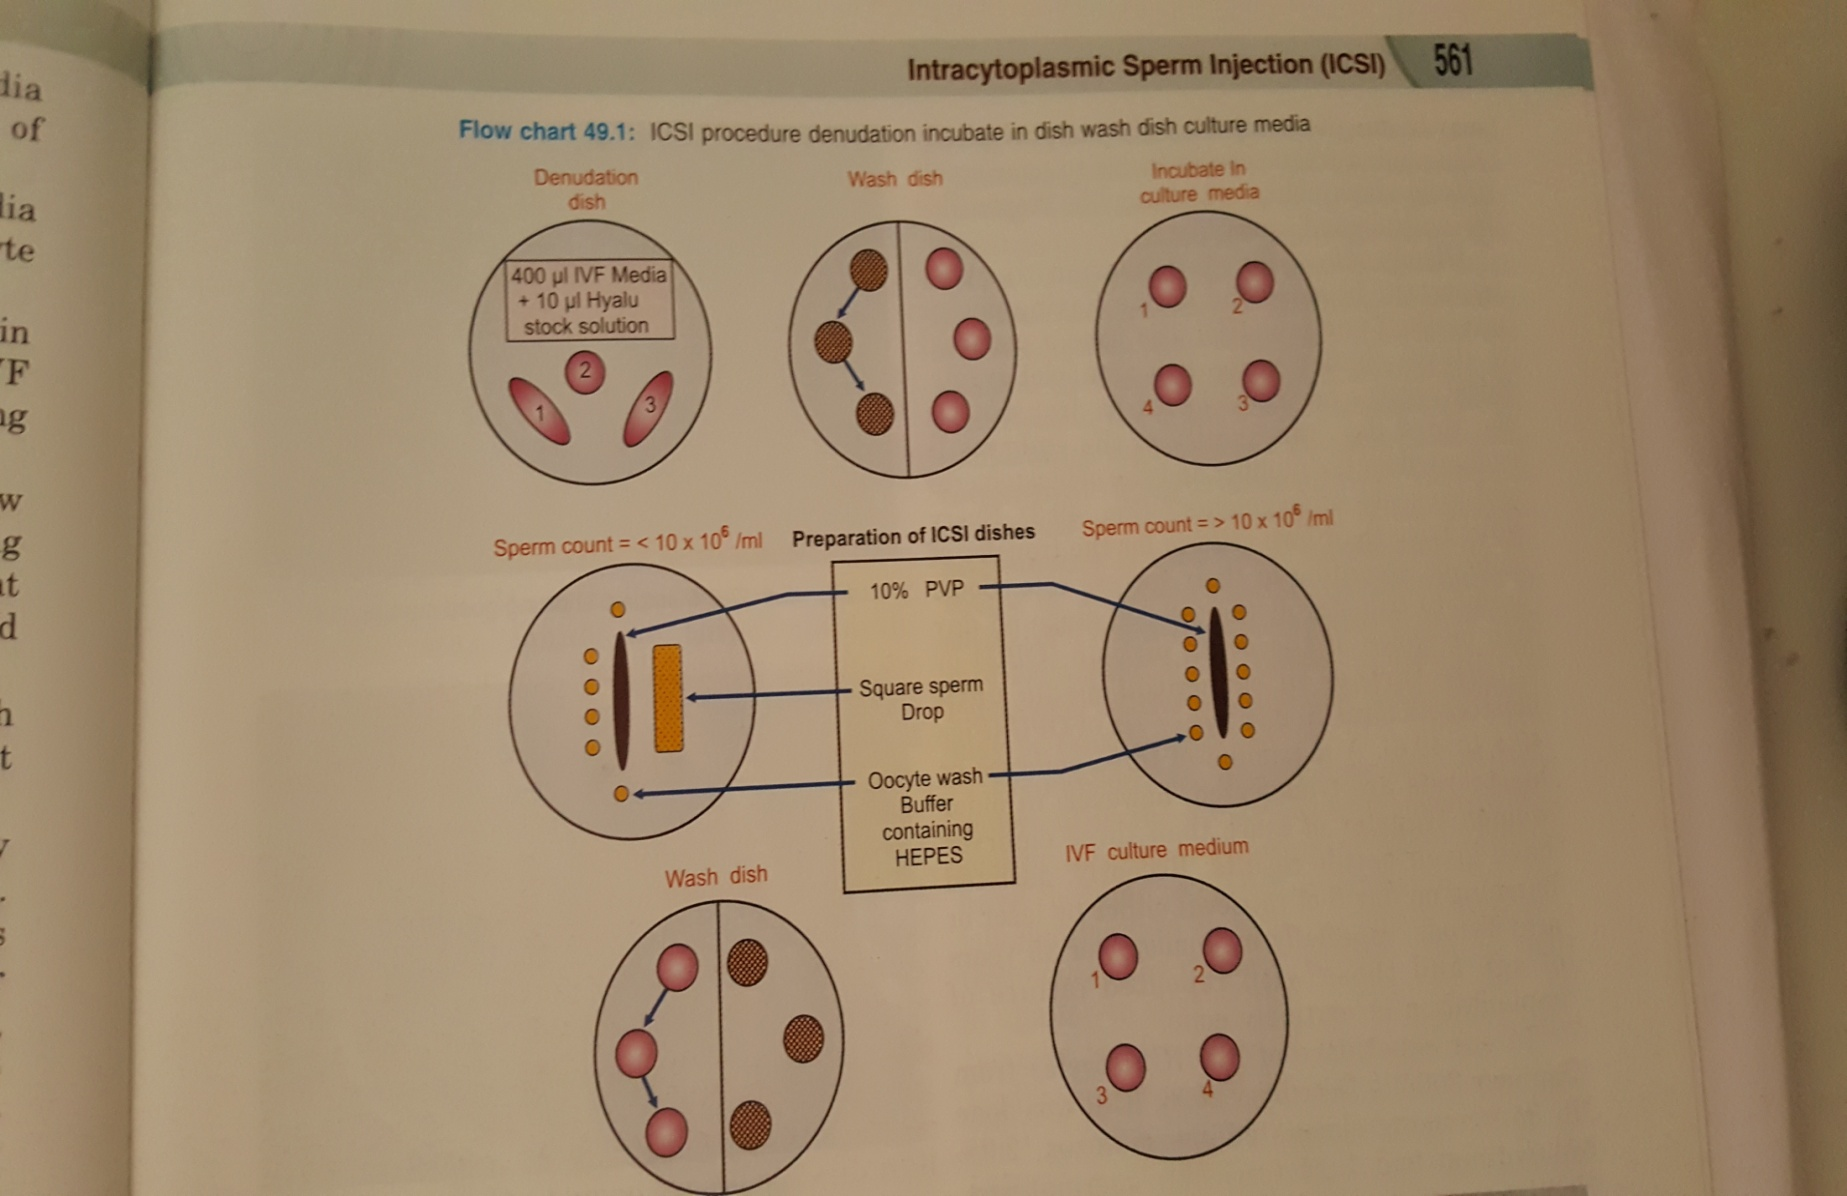 Intracytoplasmic Sperm Injection (ICSI) 561
Flow chart 49.1: ICSI procedure denudation incubate in dish wash dish culture media
Denudation
dish
400 µl IVF Media
+ 10 µl Hyalu
stock solution
1
2
3
Wash dish
Incubate in
culture media
1
2
4
3
Sperm count = < 10 x 10⁶ /ml
Preparation of ICSI dishes
Sperm count = > 10 x 10⁶ /ml
10% PVP
Square sperm
Drop
Oocyte wash
Buffer
containing
HEPES
Wash dish
IVF culture medium
1
2
3
4
of
in